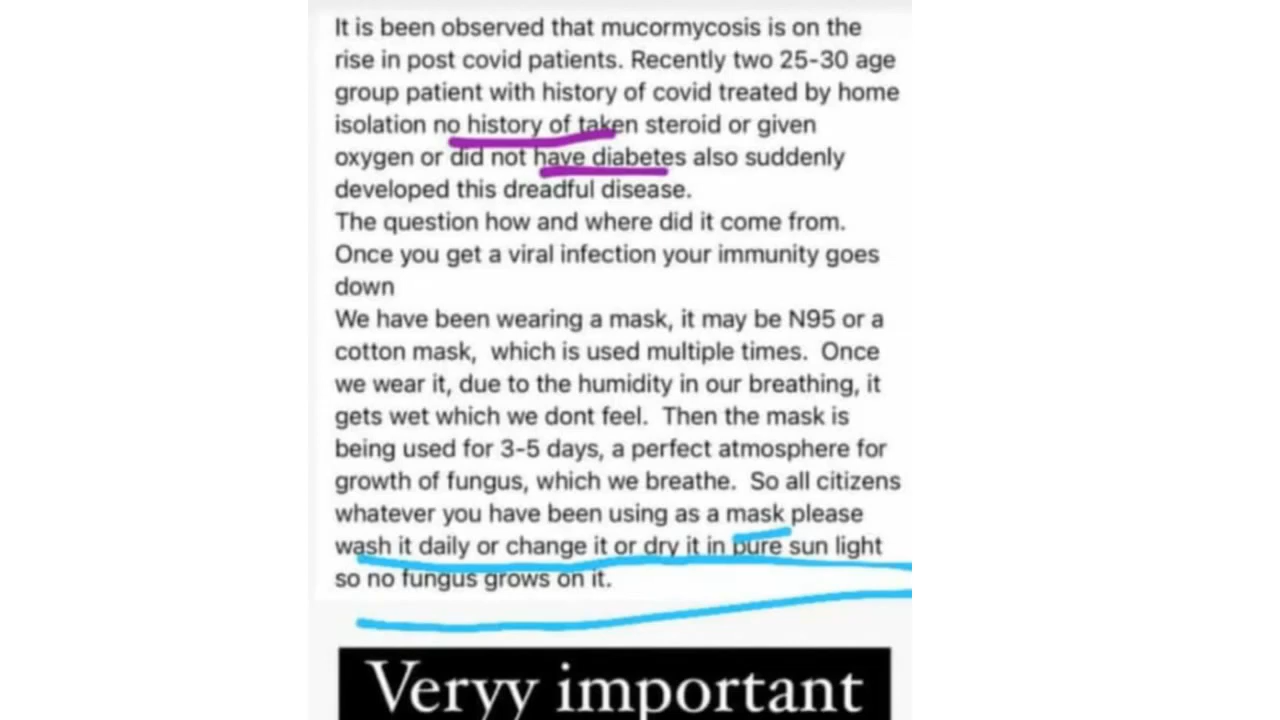 It is been observed that mucormycosis is on the
rise in post covid patients. Recently two 25-30 age
group patient with history of covid treated by home
isolation no history of taken steroid or given
oxygen or did not have diabetes also suddenly
developed this dreadful disease.
The question how and where did it come from.
Once you get a viral infection your immunity goes
down
We have been wearing a mask, it may be N95 or a
cotton mask,  which is used multiple times.  Once
we wear it, due to the humidity in our breathing, it
gets wet which we dont feel.  Then the mask is
being used for 3-5 days, a perfect atmosphere for
growth of fungus, which we breathe.  So all citizens
whatever you have been using as a mask please
wash it daily or change it or dry it in pure sun light
so no fungus grows on it.
Veryy important